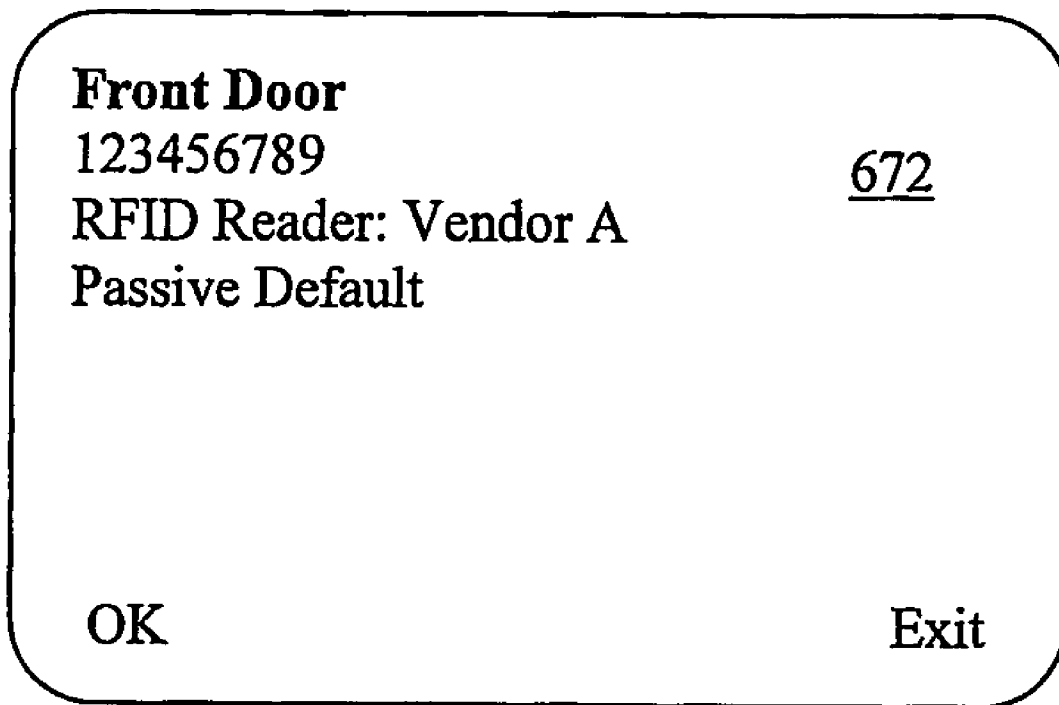 Front Door
123456789
672
RFID Reader: Vendor A
Passive Default
OK
Exit